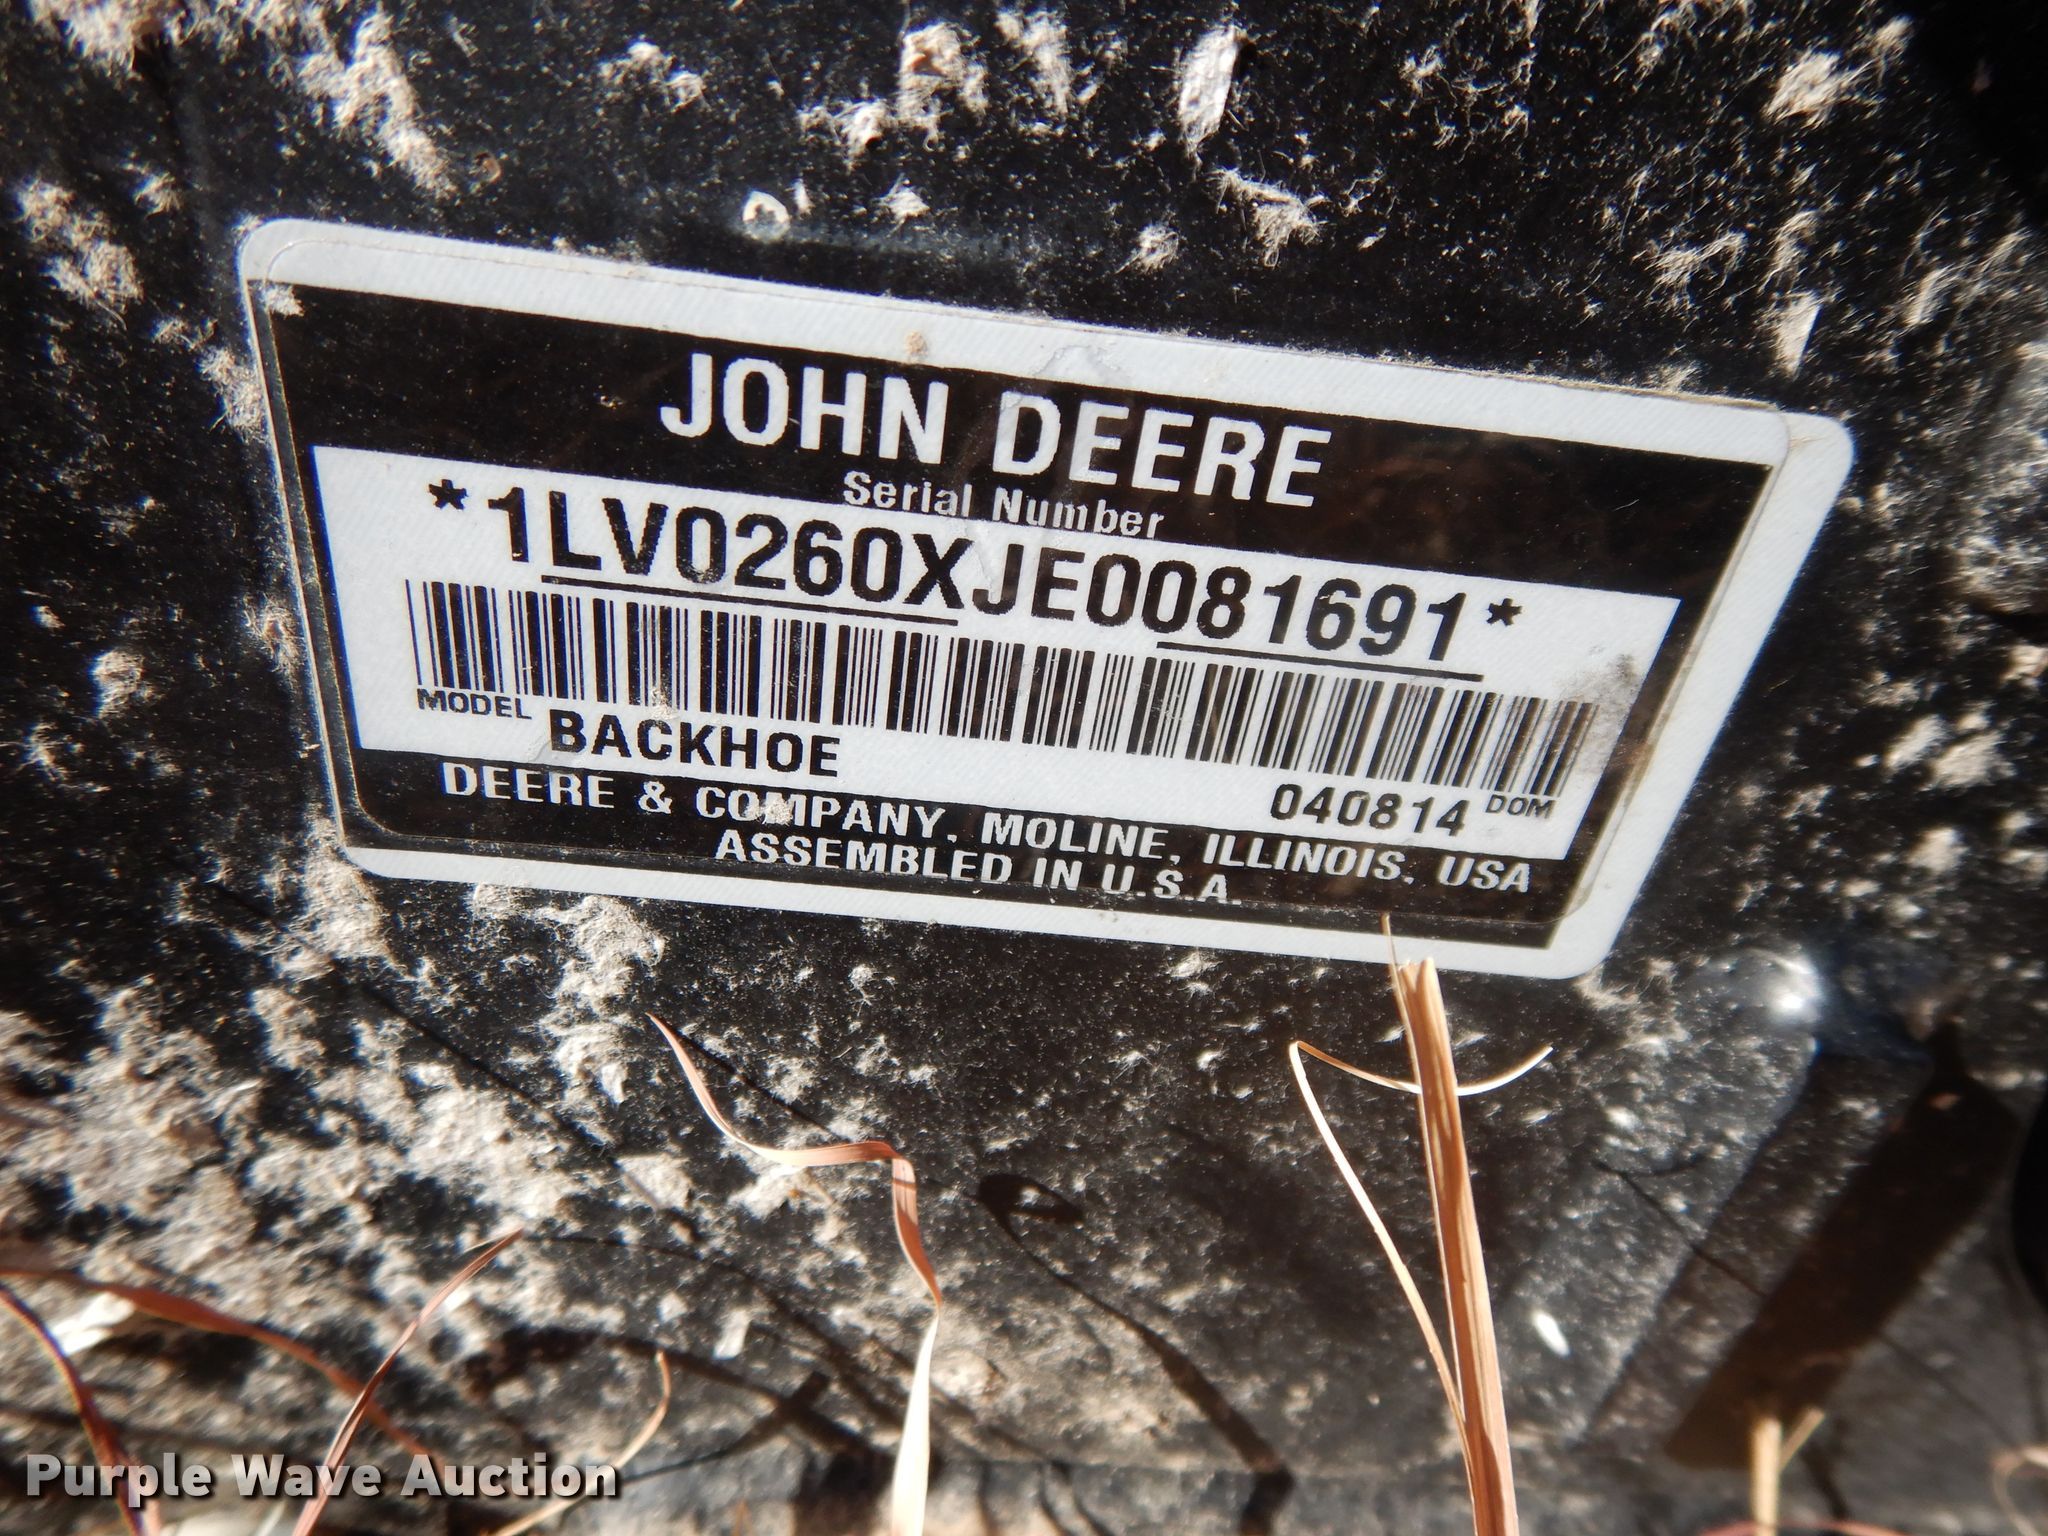 JOHN DEERE
Serial Number
*1LV0260XJE0081691*
MODEL BACKHOE
040814 DOM
DEERE & COMPANY, MOLINE, ILLINOIS, USA
ASSEMBLED IN U.S.A.
Purple Wave Auction